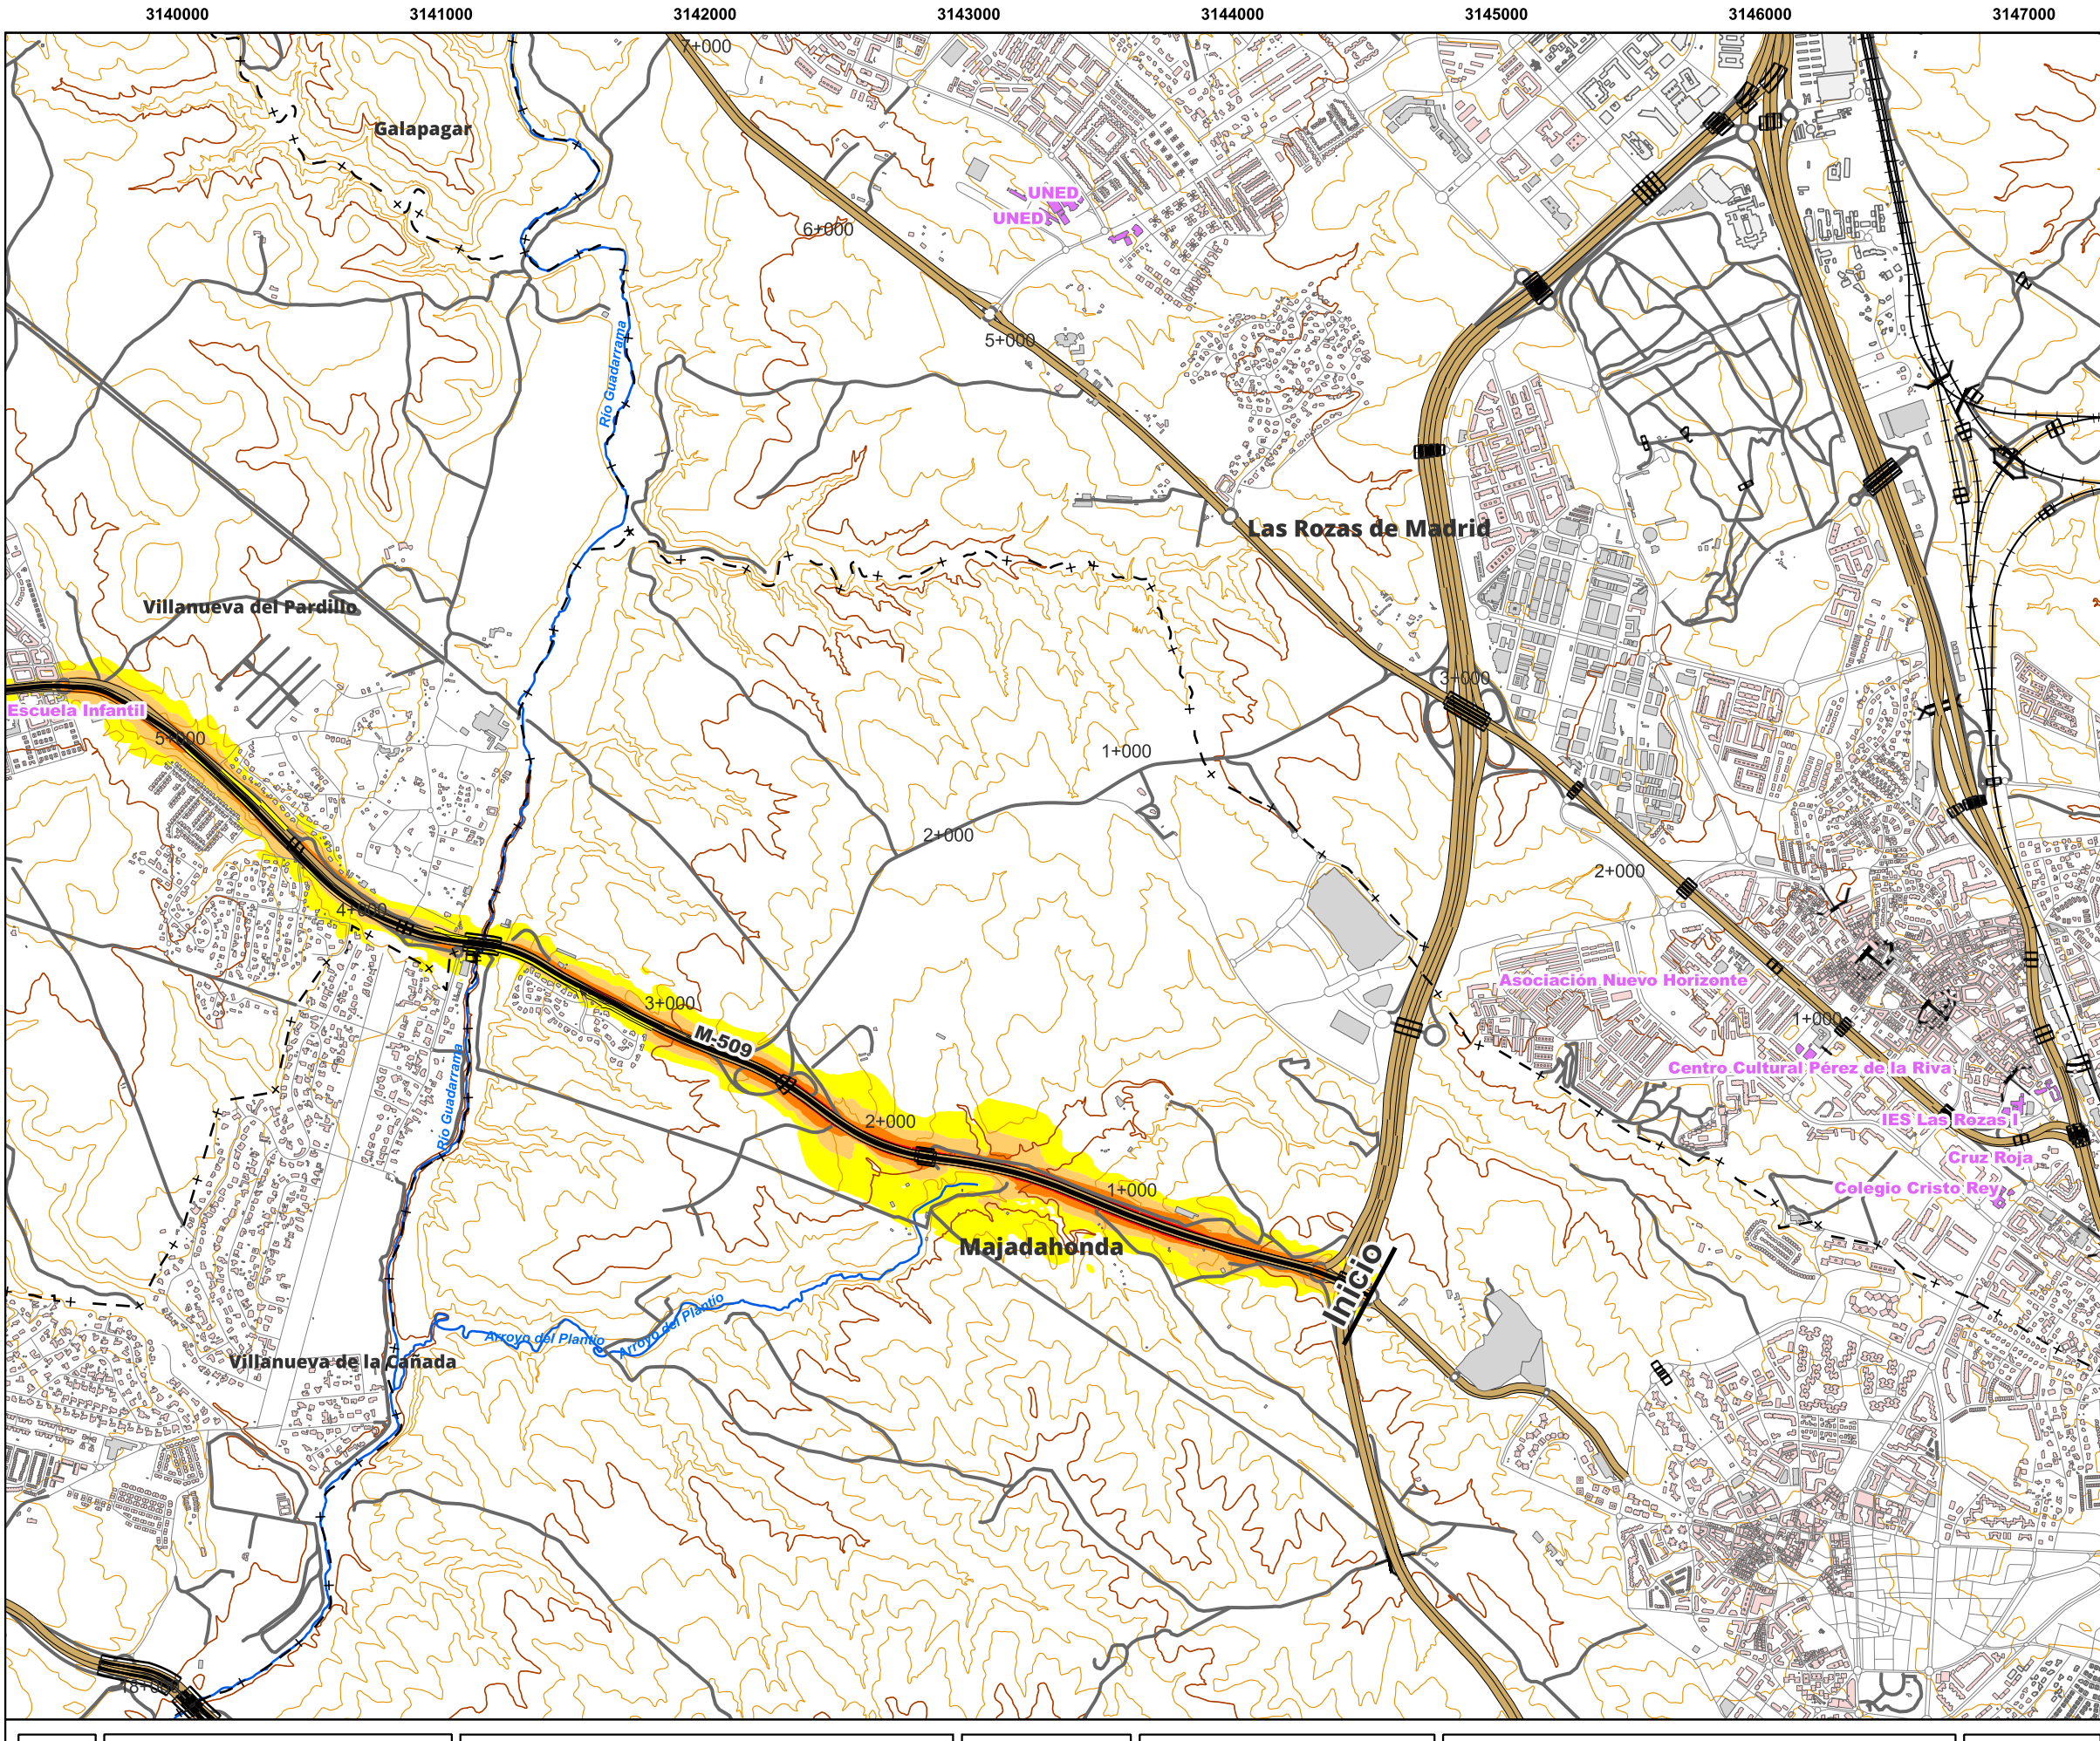 3140000 3141000 3142000 3143000 3144000 3145000 3146000 3147000
7+000
Galapagar
UNED
UNED
6+000
5+000
Río Guadarrama
Las Rozas de Madrid
Villanueva del Pardillo
3+000
Escuela Infantil
5+000
1+000
2+000
2+000
4+000
Asociación Nuevo Horizonte
3+000
1+000
M-509
Centro Cultural Pérez de la Riva
Río Guadarrama
2+000
IES Las Rozas I
Cruz Roja
1+000
Colegio Cristo Rey
Majadahonda
Inicio
Arroyo del Plantio
Arroyo del Plantio
Villanueva de la Cañada
18+000